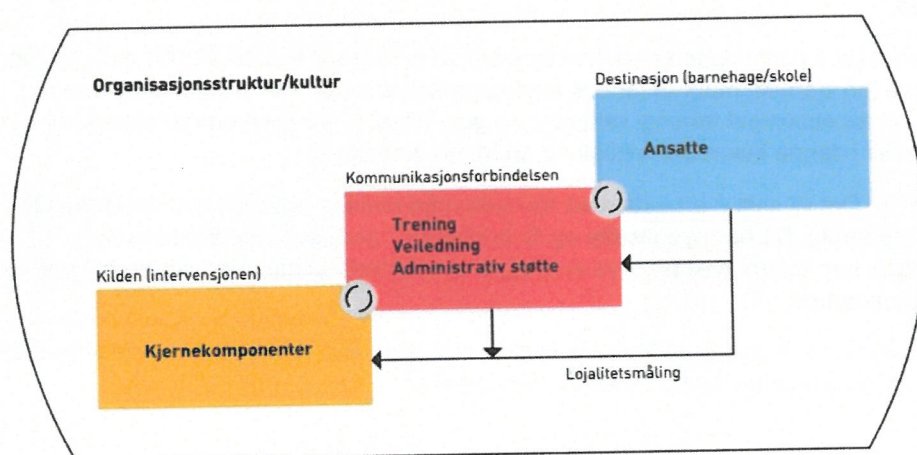 Organisasjonsstruktur/kultur
Destinasjon (barnehage/skole)
Ansatte
Kommunikasjonsforbindelsen
Trening
Veiledning
Administrativ støtte
Kilden (intervensjonen)
Kjernekomponenter
Lojalitetsmåling